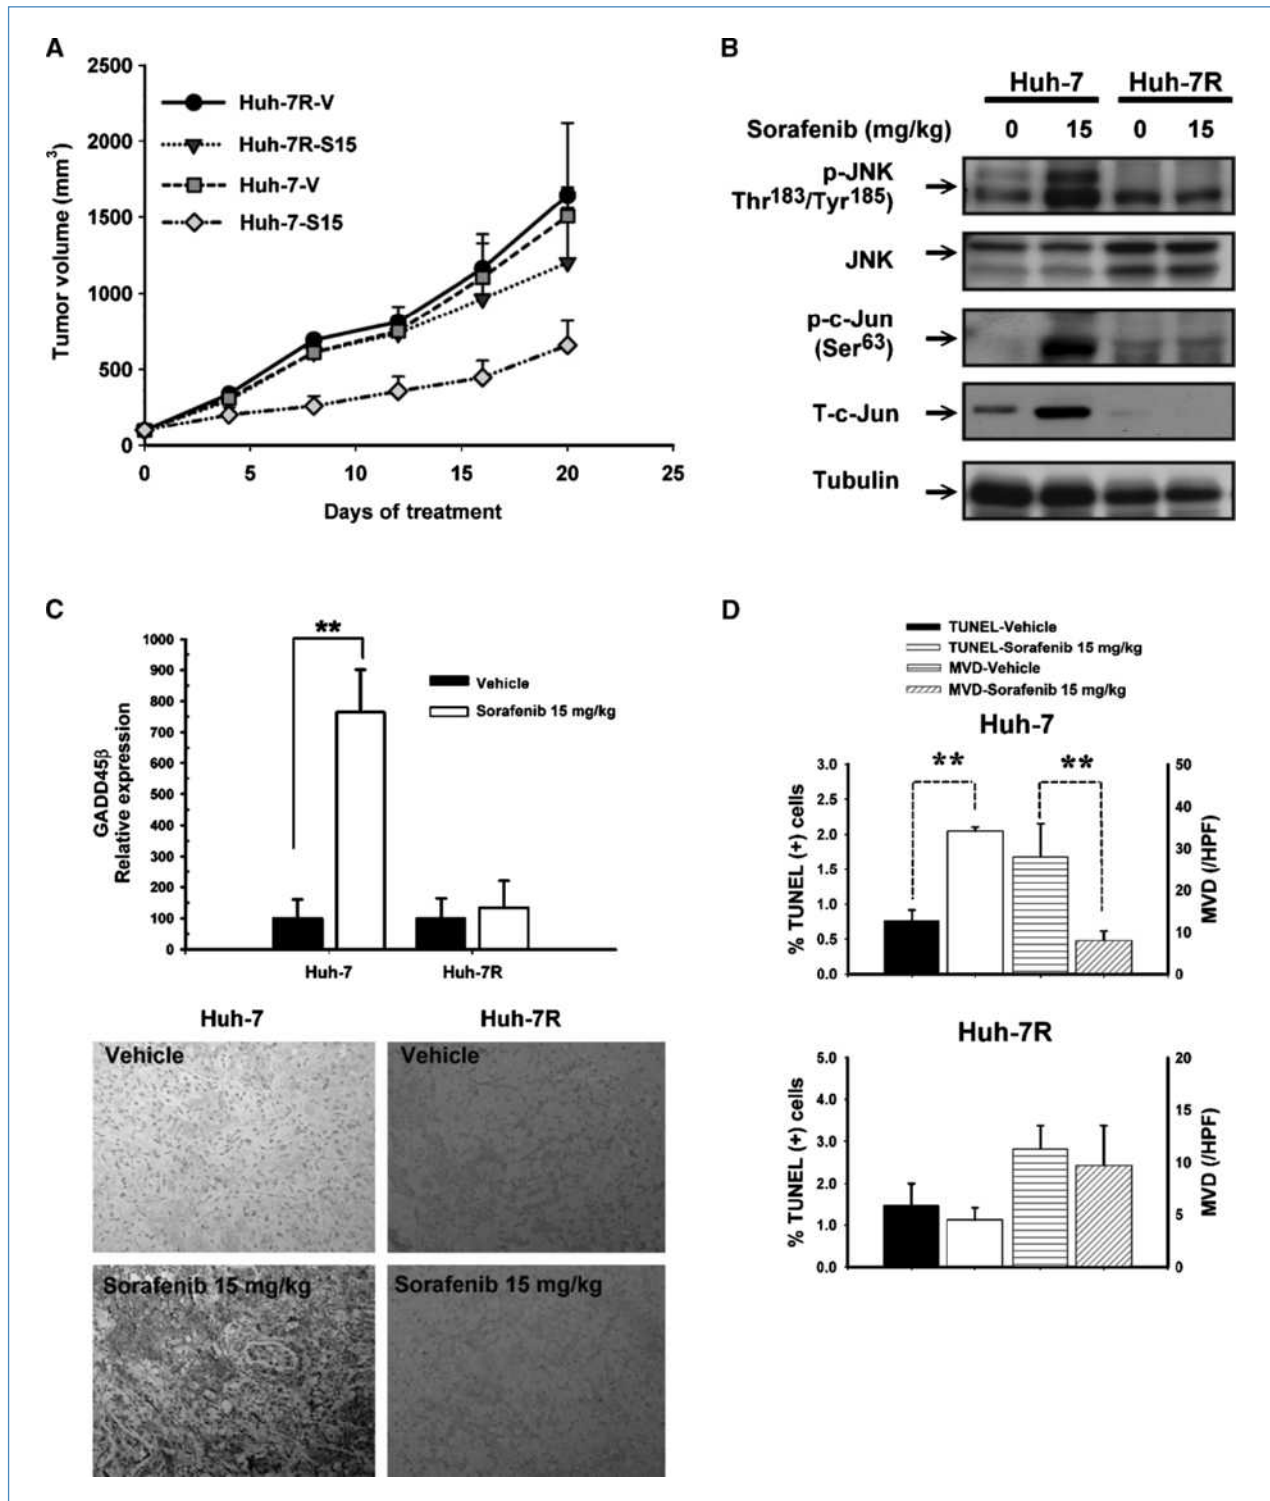 A
2500
2000
1500
1000
500
0
Tumor volume (mm³)
Huh-7R-V
Huh-7R-S15
Huh-7-V
Huh-7-S15
0 5 10 15 20 25
Days of treatment
B
Huh-7 Huh-7R
Sorafenib (mg/kg) 0 15 0 15
p-JNK
Thr183/Tyr185)
JNK
p-c-Jun
(Ser63)
T-c-Jun
Tubulin
C
GADD45β
Relative expression
1000
900
800
700
600
500
400
300
200
100
0
**
Vehicle
Sorafenib 15 mg/kg
Huh-7 Huh-7R
Huh-7 Huh-7R
Vehicle Vehicle
Sorafenib 15 mg/kg Sorafenib 15 mg/kg
D
TUNEL-Vehicle
TUNEL-Sorafenib 15 mg/kg
MVD-Vehicle
MVD-Sorafenib 15 mg/kg
Huh-7
% TUNEL (+) cells
3.0
2.5
2.0
1.5
1.0
0.5
0.0
** **
50
40
30
20
10
0
MVD (/HPF)
Huh-7R
% TUNEL (+) cells
5.0
4.0
3.0
2.0
1.0
0.0
20
15
10
5
0
MVD (/HPF)